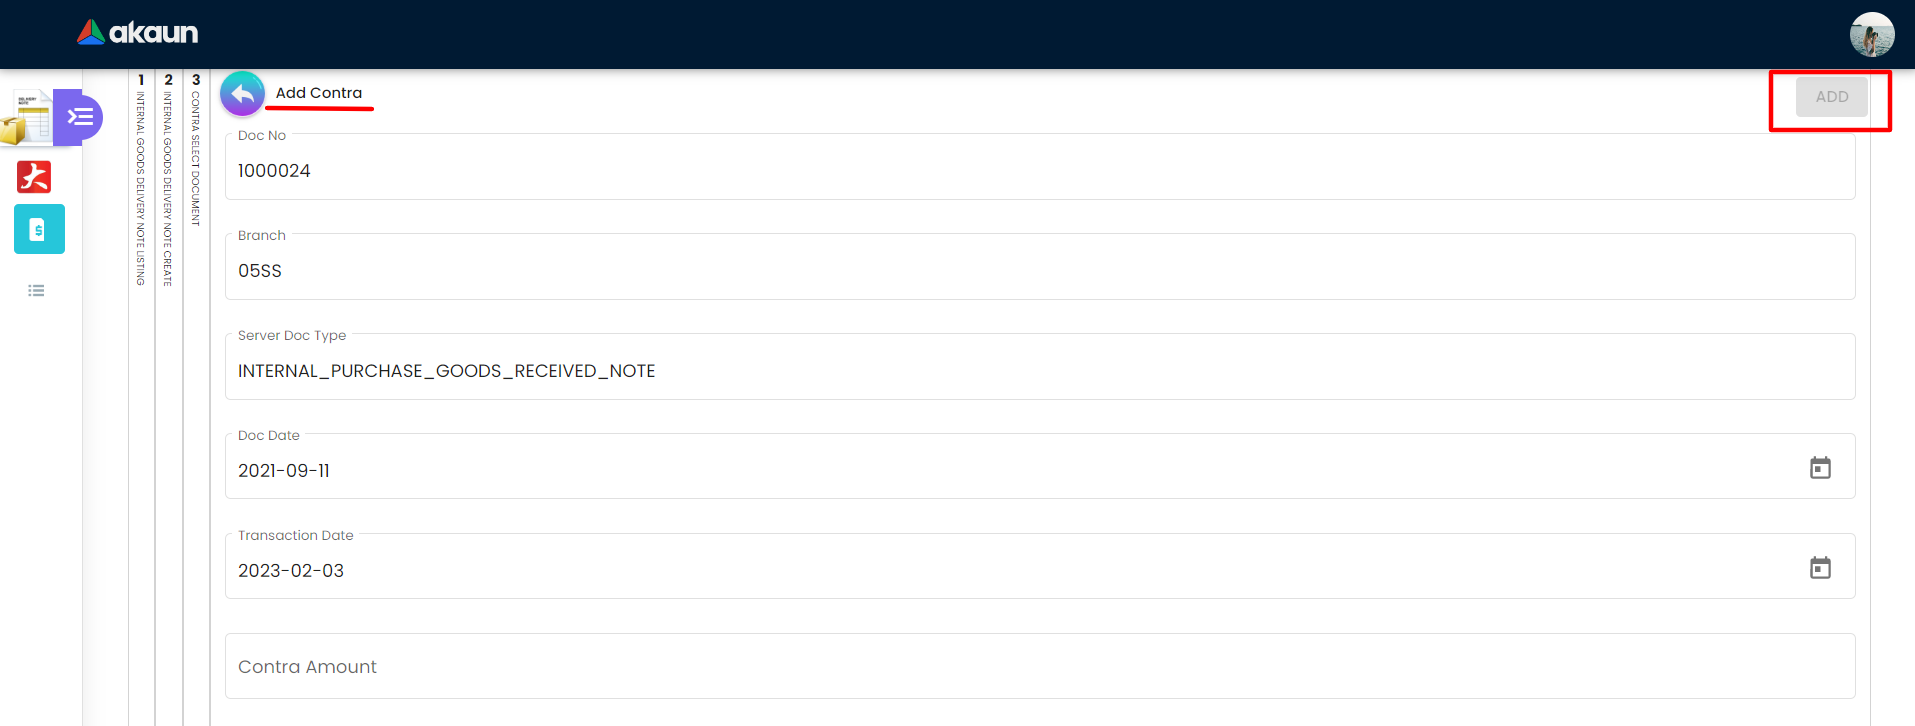 akaun
1 INTERNAL GOODS DELIVERY NOTE LISTING
2 INTERNAL GOODS DELIVERY NOTE CREATE
3 CONTRA SELECT DOCUMENT
Add Contra
ADD
Doc No
1000024
Branch
05SS
Server Doc Type
INTERNAL_PURCHASE_GOODS_RECEIVED_NOTE
Doc Date
2021-09-11
Transaction Date
2023-02-03
Contra Amount